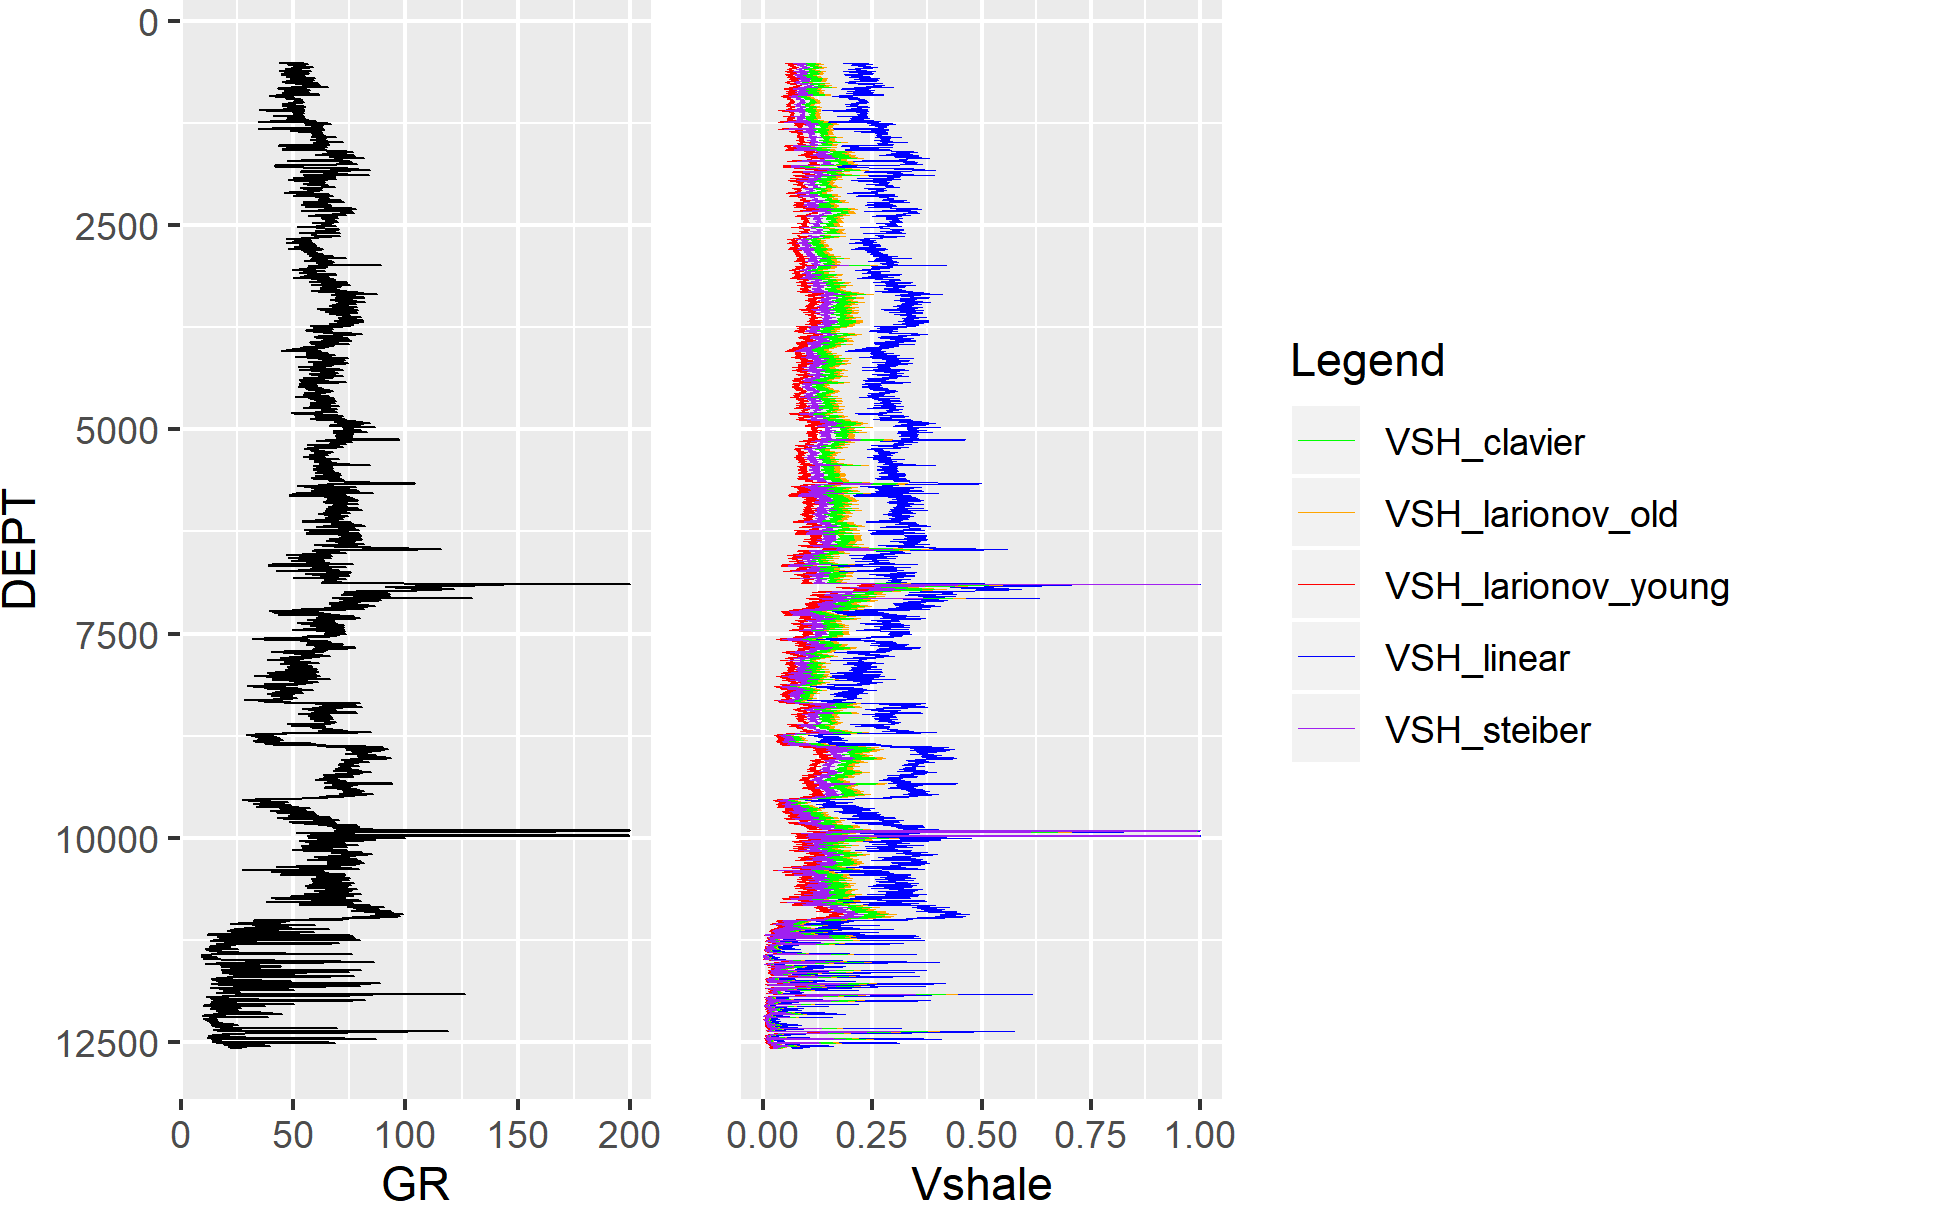 DEPT
0
2500
5000
7500
10000
12500
0 50 100 150 200
GR
0.00 0.25 0.50 0.75 1.00
Vshale
Legend
VSH_clavier
VSH_larionov_old
VSH_larionov_young
VSH_linear
VSH_steiber